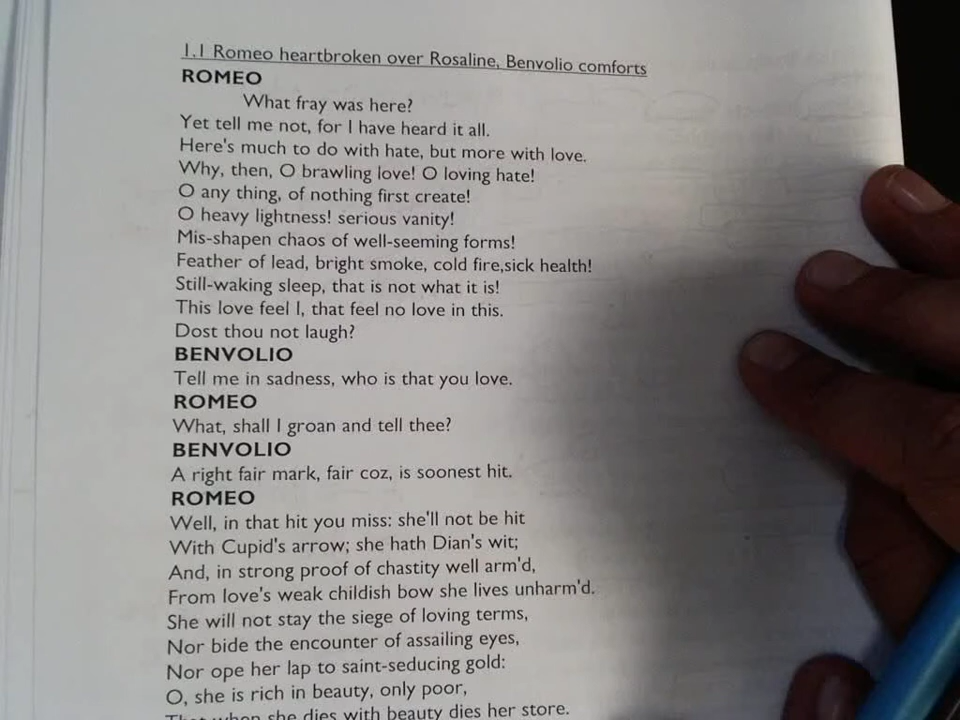 1.1 Romeo heartbroken over Rosaline, Benvolio comforts
ROMEO
What fray was here?
Yet tell me not, for I have heard it all.
Here's much to do with hate, but more with love.
Why, then, O brawling love! O loving hate!
O any thing, of nothing first create!
O heavy lightness! serious vanity!
Mis-shapen chaos of well-seeming forms!
Feather of lead, bright smoke, cold fire,sick health!
Still-waking sleep, that is not what it is!
This love feel I, that feel no love in this.
Dost thou not laugh?
BENVOLIO
Tell me in sadness, who is that you love.
ROMEO
What, shall I groan and tell thee?
BENVOLIO
A right fair mark, fair coz, is soonest hit.
ROMEO
Well, in that hit you miss: she'll not be hit
With Cupid's arrow; she hath Dian's wit;
And, in strong proof of chastity well arm'd,
From love's weak childish bow she lives unharm'd.
She will not stay the siege of loving terms,
Nor bide the encounter of assailing eyes,
Nor ope her lap to saint-seducing gold:
O, she is rich in beauty, only poor,
That when she dies with beauty dies her store.